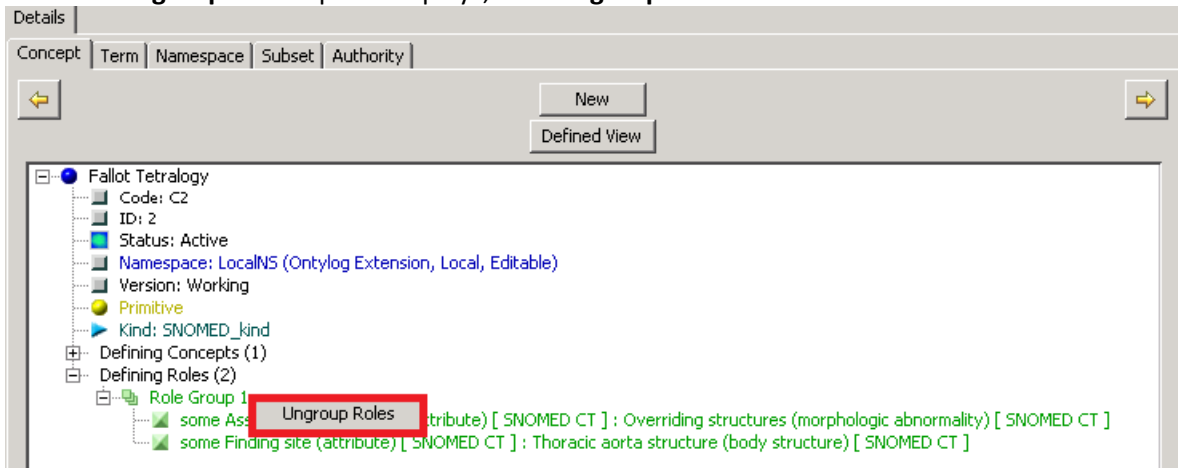 Details
Concept Term Namespace Subset Authority
New
Defined View
Fallot Tetralogy
Code: C2
ID: 2
Status: Active
Namespace: LocalNS (Ontylog Extension, Local, Editable)
Version: Working
Primitive
Kind: SNOMED_kind
Defining Concepts (1)
Defining Roles (2)
Role Group 1
Ungroup Roles
some Ass tribute) [ SNOMED CT ] : Overriding structures (morphologic abnormality) [ SNOMED CT ]
some Finding site (attribute) [ SNOMED CT ] : Thoracic aorta structure (body structure) [ SNOMED CT ]